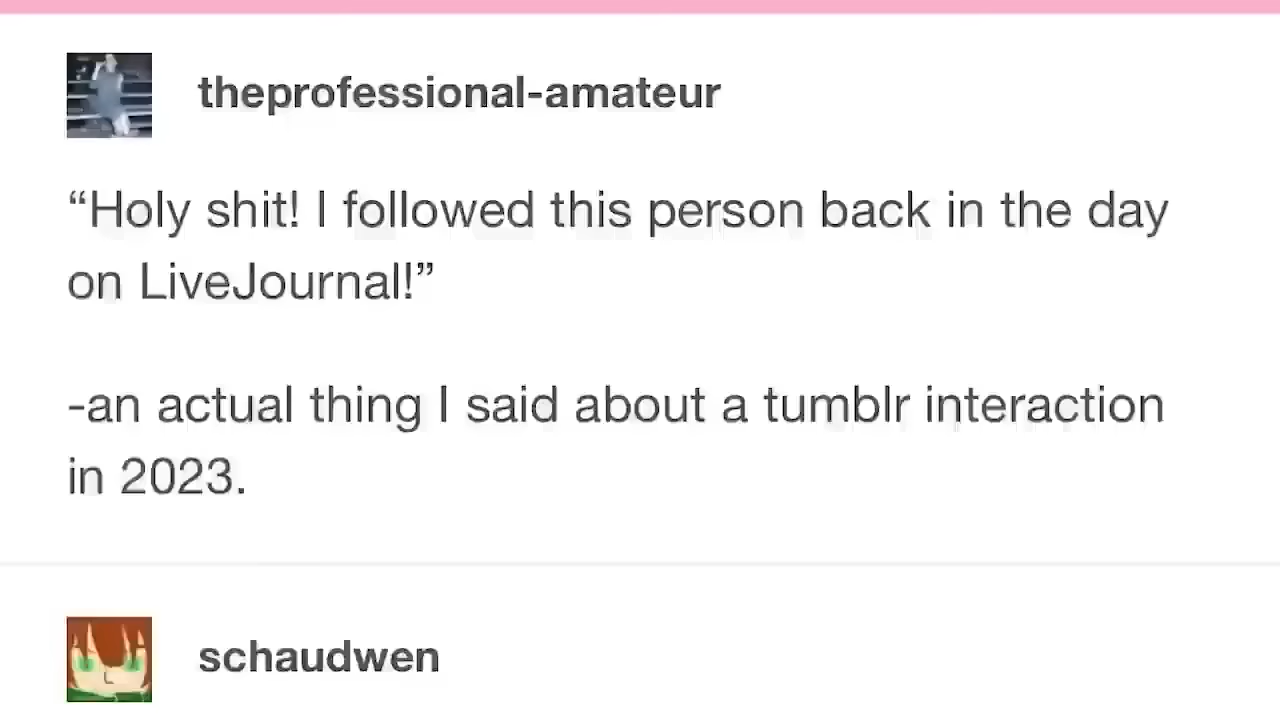 theprofessional-amateur
“Holy shit! I followed this person back in the day
on LiveJournal!”
-an actual thing I said about a tumblr interaction
in 2023.
schaudwen